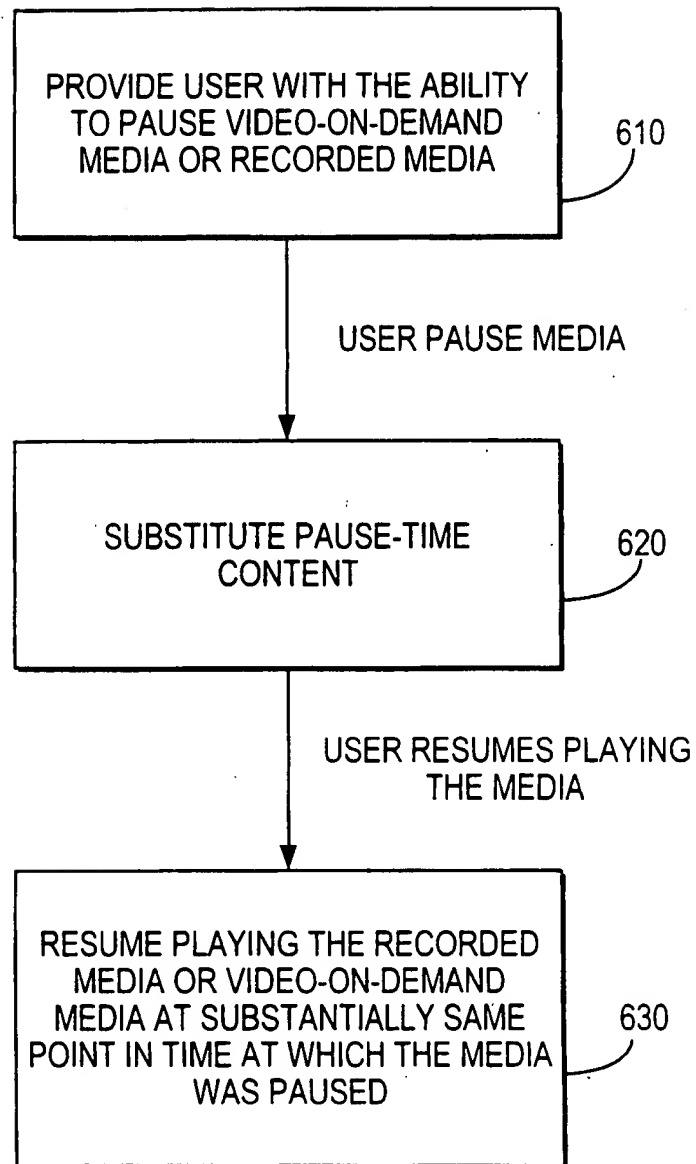 PROVIDE USER WITH THE ABILITY
TO PAUSE VIDEO-ON-DEMAND
MEDIA OR RECORDED MEDIA
610
USER PAUSE MEDIA
SUBSTITUTE PAUSE-TIME
CONTENT
620
USER RESUMES PLAYING
THE MEDIA
RESUME PLAYING THE RECORDED
MEDIA OR VIDEO-ON-DEMAND
MEDIA AT SUBSTANTIALLY SAME
POINT IN TIME AT WHICH THE MEDIA
WAS PAUSED
630